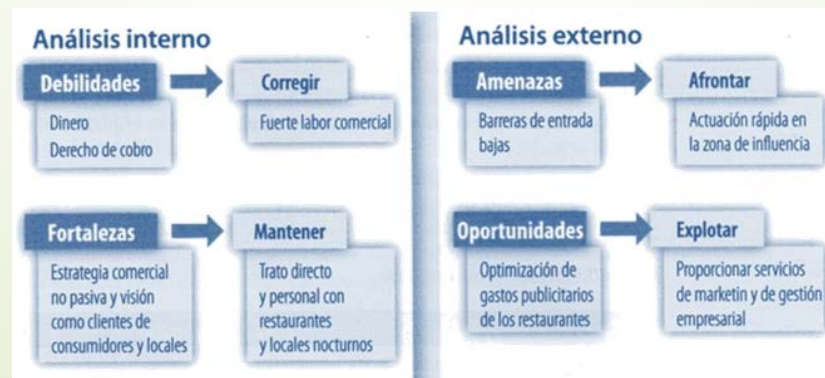 Análisis interno
Debilidades
Dinero
Derecho de cobro
Corregir
Fuerte labor comercial
Fortalezas
Estrategia comercial
no pasiva y visión
como clientes de
consumidores y locales
Mantener
Trato directo
y personal con
restaurantes
y locales nocturnos
Análisis externo
Amenazas
Barreras de entrada
bajas
Afrontar
Actuación rápida en
la zona de influencia
Oportunidades
Optimización de
gastos publicitarios
de los restaurantes
Explotar
Proporcionar servicios
de marketin y de gestión
empresarial